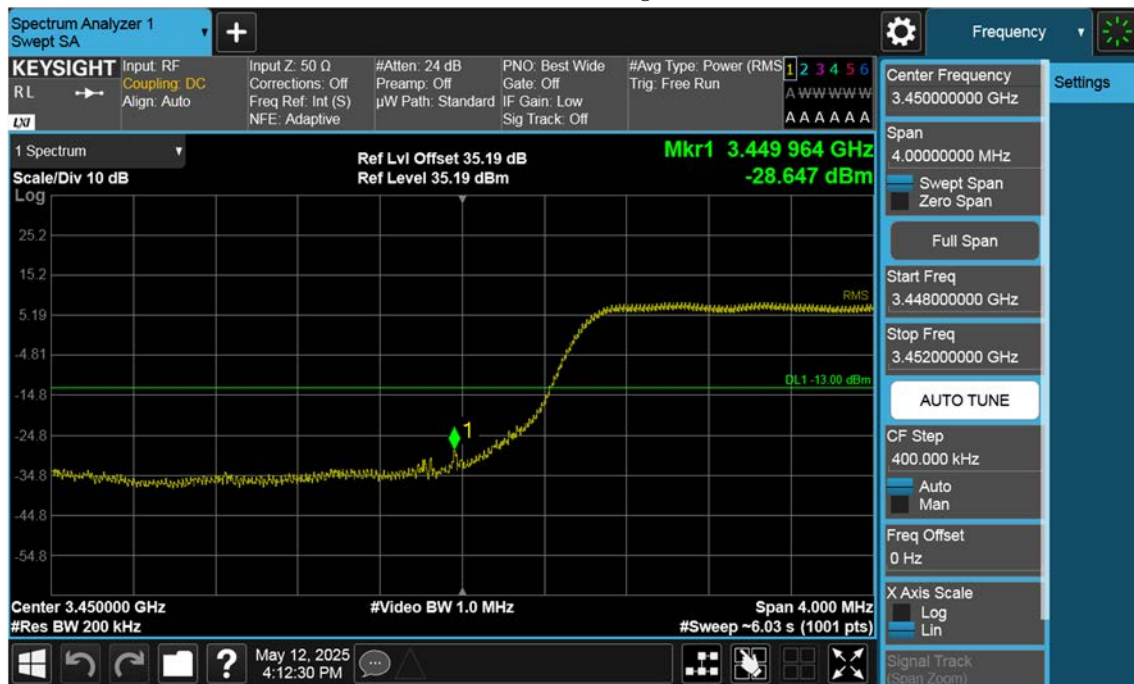 Spectrum Analyzer 1
Swept SA
+
Frequency
KEYSIGHT
R L
LXI
Input: RF
Coupling: DC
Align: Auto
Input Z: 50 Ω
Corrections: Off
Freq Ref: Int (S)
NFE: Adaptive
#Atten: 24 dB
Preamp: Off
µW Path: Standard
PNO: Best Wide
Gate: Off
IF Gain: Low
Sig Track: Off
#Avg Type: Power (RMS
Trig: Free Run
1 2 3 4 5 6
A W W W W W
A A A A A A
1 Spectrum
Scale/Div 10 dB
Log
Ref Lvl Offset 35.19 dB
Ref Level 35.19 dBm
Mkr1 3.449 964 GHz
-28.647 dBm
25.2
15.2
5.19
-4.81
-14.8
-24.8
-34.8
-44.8
-54.8
RMS
DL1 -13.00 dBm
1
Center 3.450000 GHz
#Res BW 200 kHz
#Video BW 1.0 MHz
Span 4.000 MHz
#Sweep ~6.03 s (1001 pts)
?
May 12, 2025
4:12:30 PM
Center Frequency
3.450000000 GHz
Span
4.00000000 MHz
Swept Span
Zero Span
Full Span
Start Freq
3.448000000 GHz
Stop Freq
3.452000000 GHz
AUTO TUNE
CF Step
400.000 kHz
Auto
Man
Freq Offset
0 Hz
X Axis Scale
Log
Lin
Signal Track
(Span Zoom)
Settings